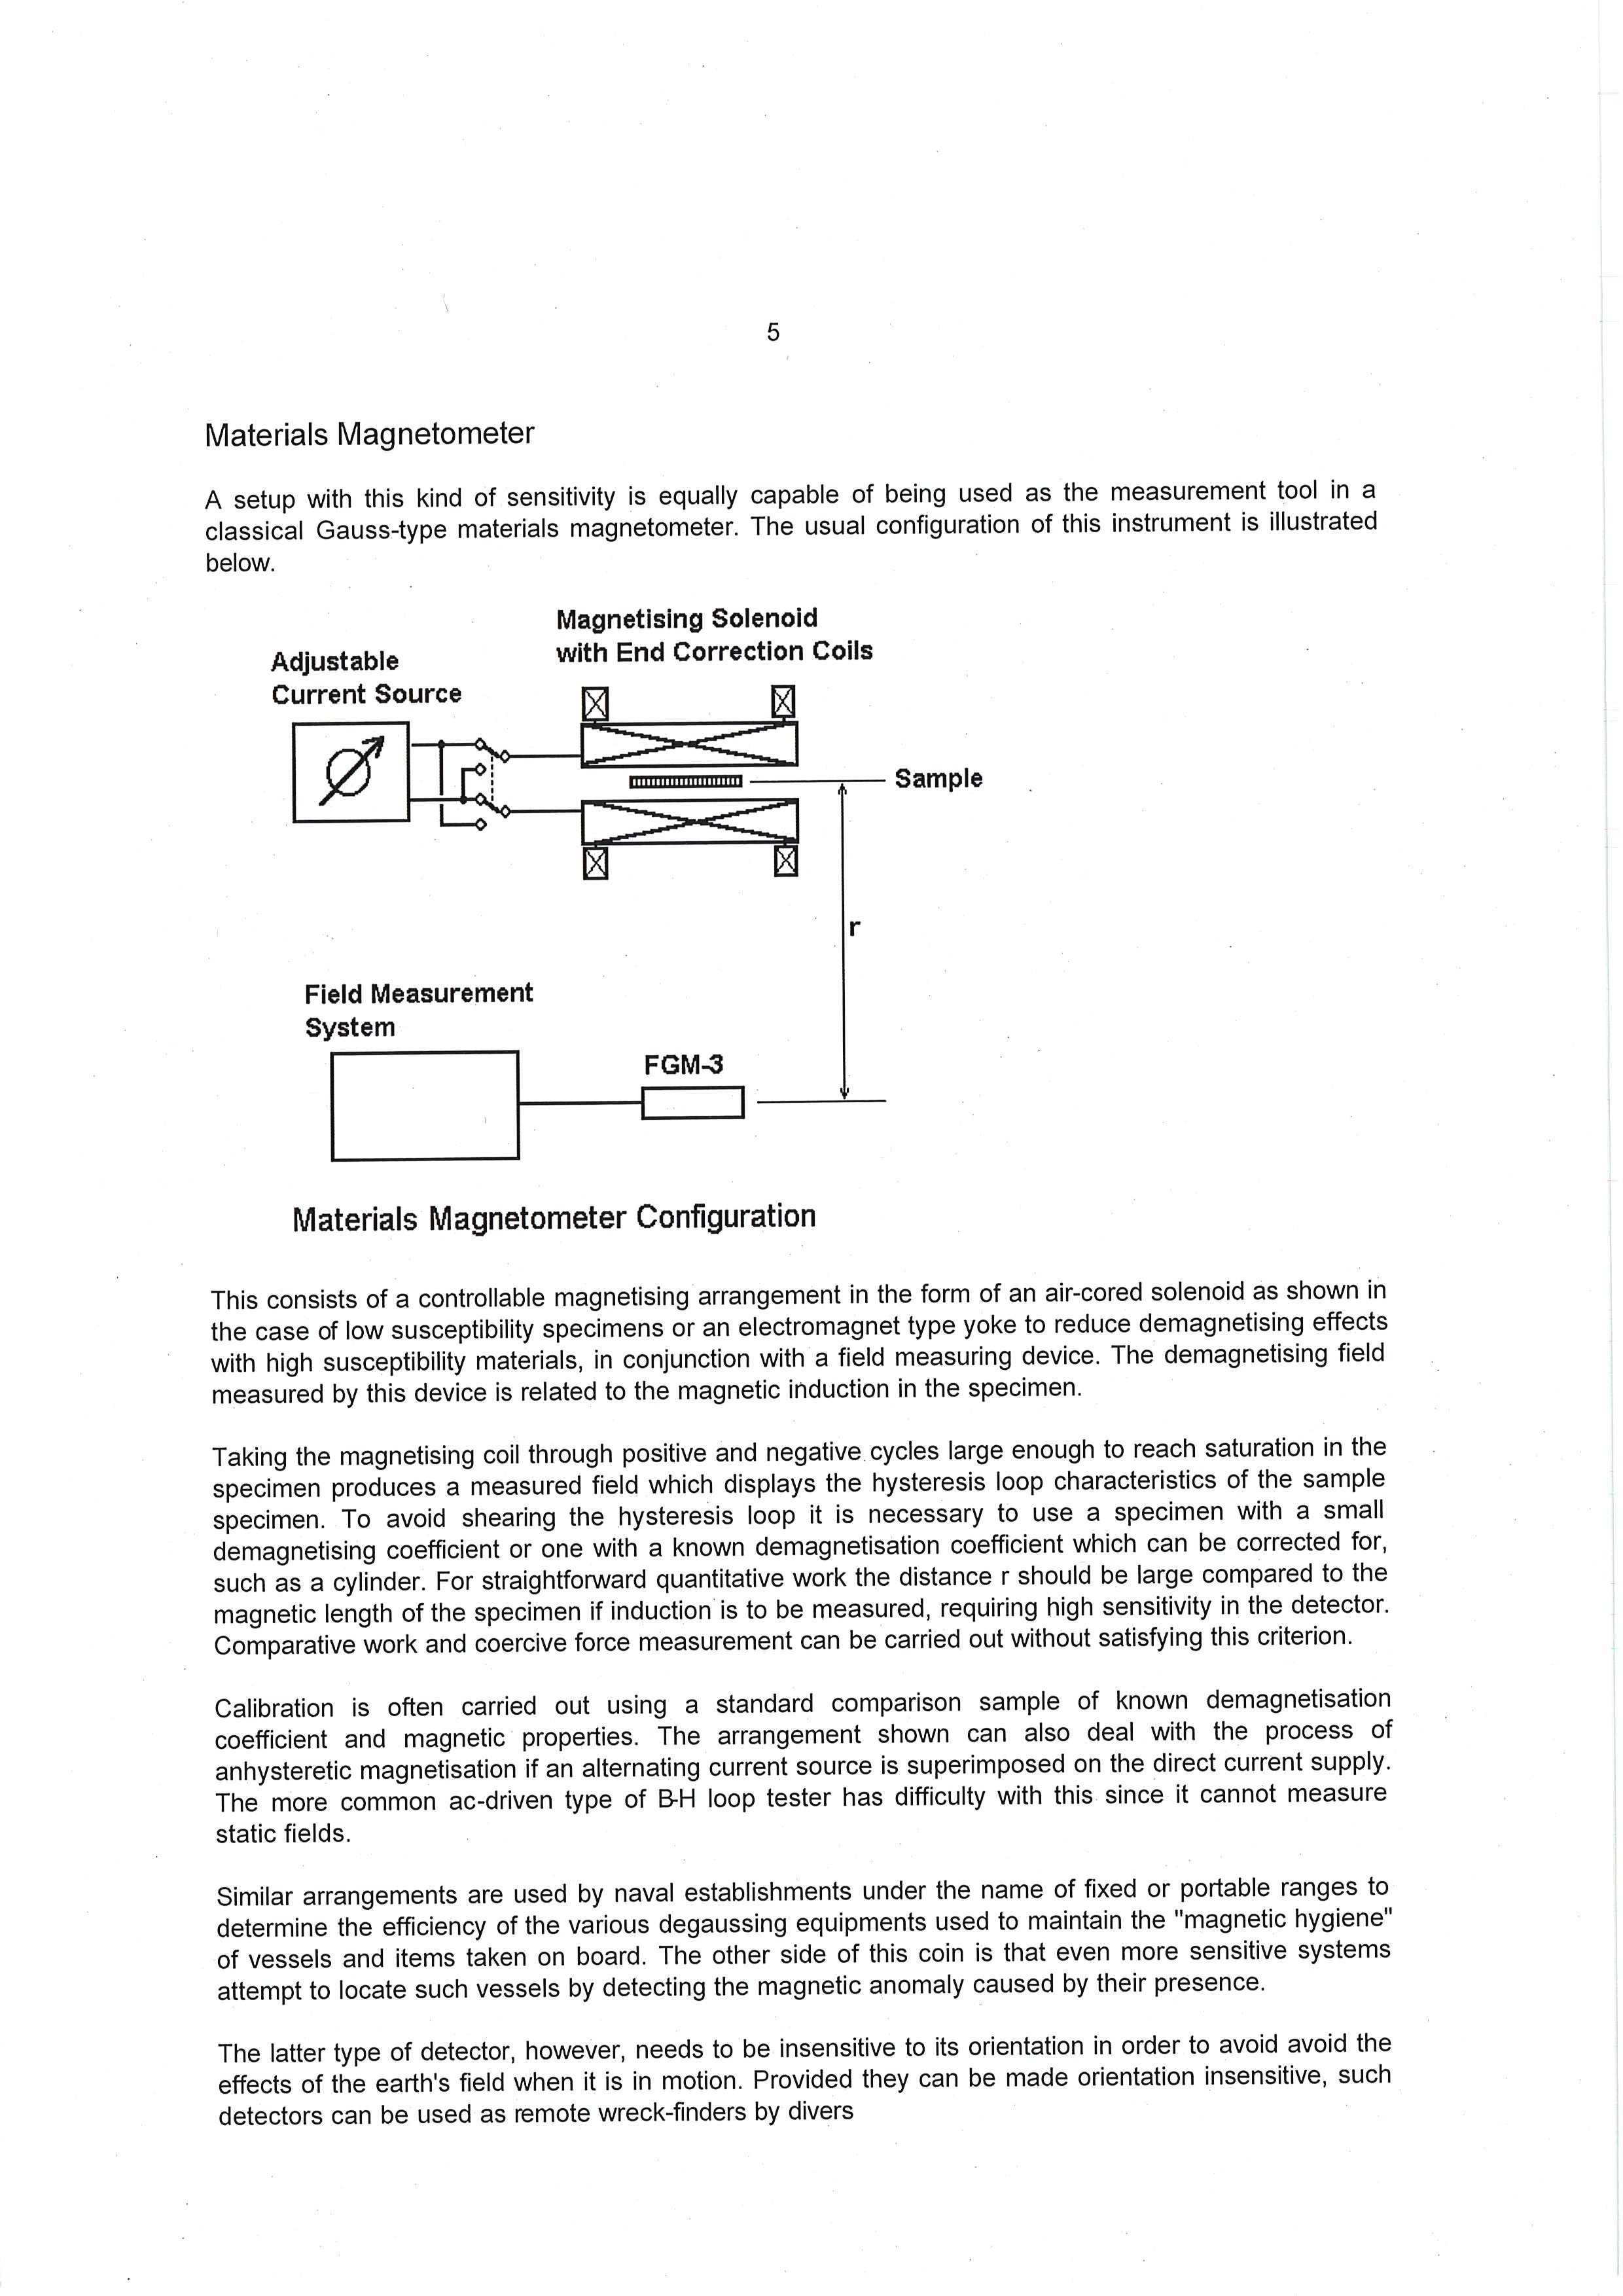 5
Materials Magnetometer
A setup with this kind of sensitivity is equally capable of being used as the measurement tool in a
classical Gauss-type materials magnetometer. The usual configuration of this instrument is illustrated
below.
Magnetising Solenoid
with End Correction Coils
Adjustable
Current Source
Sample
r
Field Measurement
System
FGM-3
Materials Magnetometer Configuration
This consists of a controllable magnetising arrangement in the form of an air-cored solenoid as shown in
the case of low susceptibility specimens or an electromagnet type yoke to reduce demagnetising effects
with high susceptibility materials, in conjunction with a field measuring device. The demagnetising field
measured by this device is related to the magnetic induction in the specimen.
Taking the magnetising coil through positive and negative cycles large enough to reach saturation in the
specimen produces a measured field which displays the hysteresis loop characteristics of the sample
specimen. To avoid shearing the hysteresis loop it is necessary to use a specimen with a small
demagnetising coefficient or one with a known demagnetisation coefficient which can be corrected for,
such as a cylinder. For straightforward quantitative work the distance r should be large compared to the
magnetic length of the specimen if induction is to be measured, requiring high sensitivity in the detector.
Comparative work and coercive force measurement can be carried out without satisfying this criterion.
Calibration is often carried out using a standard comparison sample of known demagnetisation
coefficient and magnetic properties. The arrangement shown can also deal with the process of
anhysteretic magnetisation if an alternating current source is superimposed on the direct current supply.
The more common ac-driven type of B-H loop tester has difficulty with this since it cannot measure
static fields.
Similar arrangements are used by naval establishments under the name of fixed or portable ranges to
determine the efficiency of the various degaussing equipments used to maintain the "magnetic hygiene"
of vessels and items taken on board. The other side of this coin is that even more sensitive systems
attempt to locate such vessels by detecting the magnetic anomaly caused by their presence.
The latter type of detector, however, needs to be insensitive to its orientation in order to avoid avoid the
effects of the earth's field when it is in motion. Provided they can be made orientation insensitive, such
detectors can be used as remote wreck-finders by divers